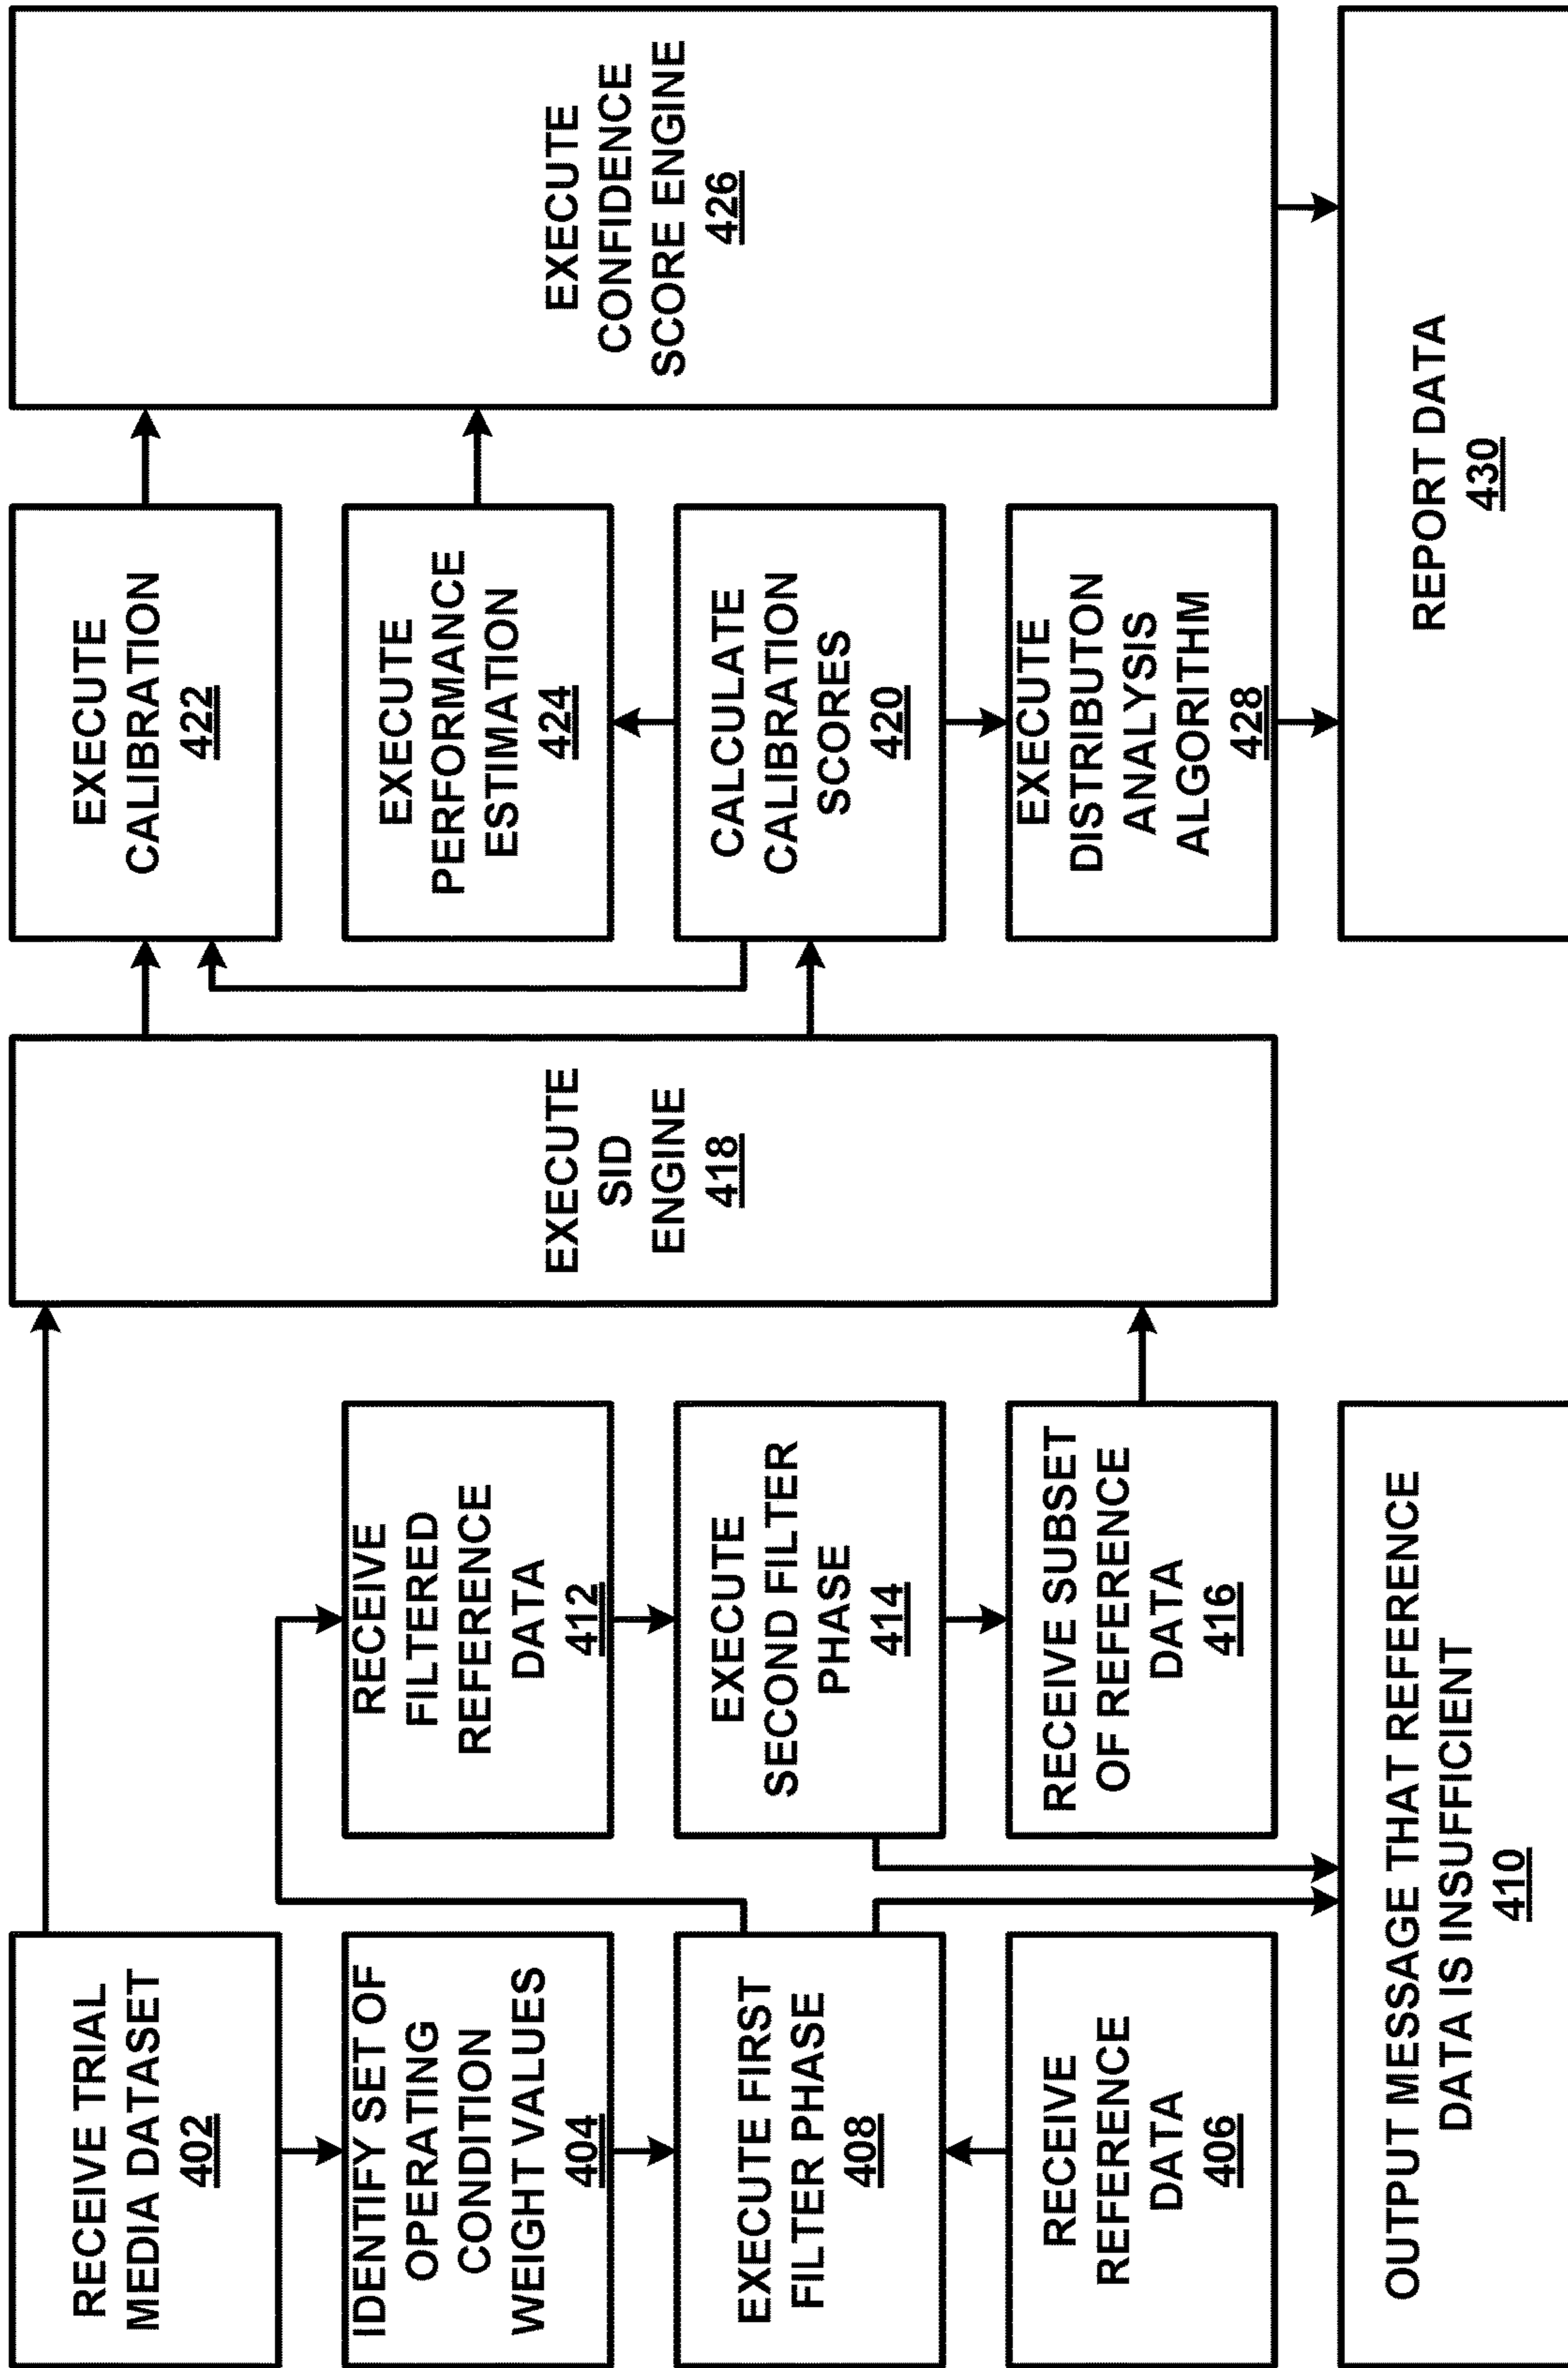 RECEIVE TRIAL
MEDIA DATASET
402
IDENTIFY SET OF
OPERATING
CONDITION
WEIGHT VALUES
404
EXECUTE FIRST
FILTER PHASE
408
RECEIVE
REFERENCE
DATA
406
OUTPUT MESSAGE THAT REFERENCE
DATA IS INSUFFICIENT
410
RECEIVE
FILTERED
REFERENCE
DATA
412
EXECUTE
SECOND FILTER
PHASE
414
RECEIVE SUBSET
OF REFERENCE
DATA
416
EXECUTE
SID
ENGINE
418
EXECUTE
CALIBRATION
422
EXECUTE
PERFORMANCE
ESTIMATION
424
CALCULATE
CALIBRATION
SCORES
420
EXECUTE
DISTRIBUTON
ANALYSIS
ALGORITHM
428
EXECUTE
CONFIDENCE
SCORE ENGINE
426
REPORT DATA
430